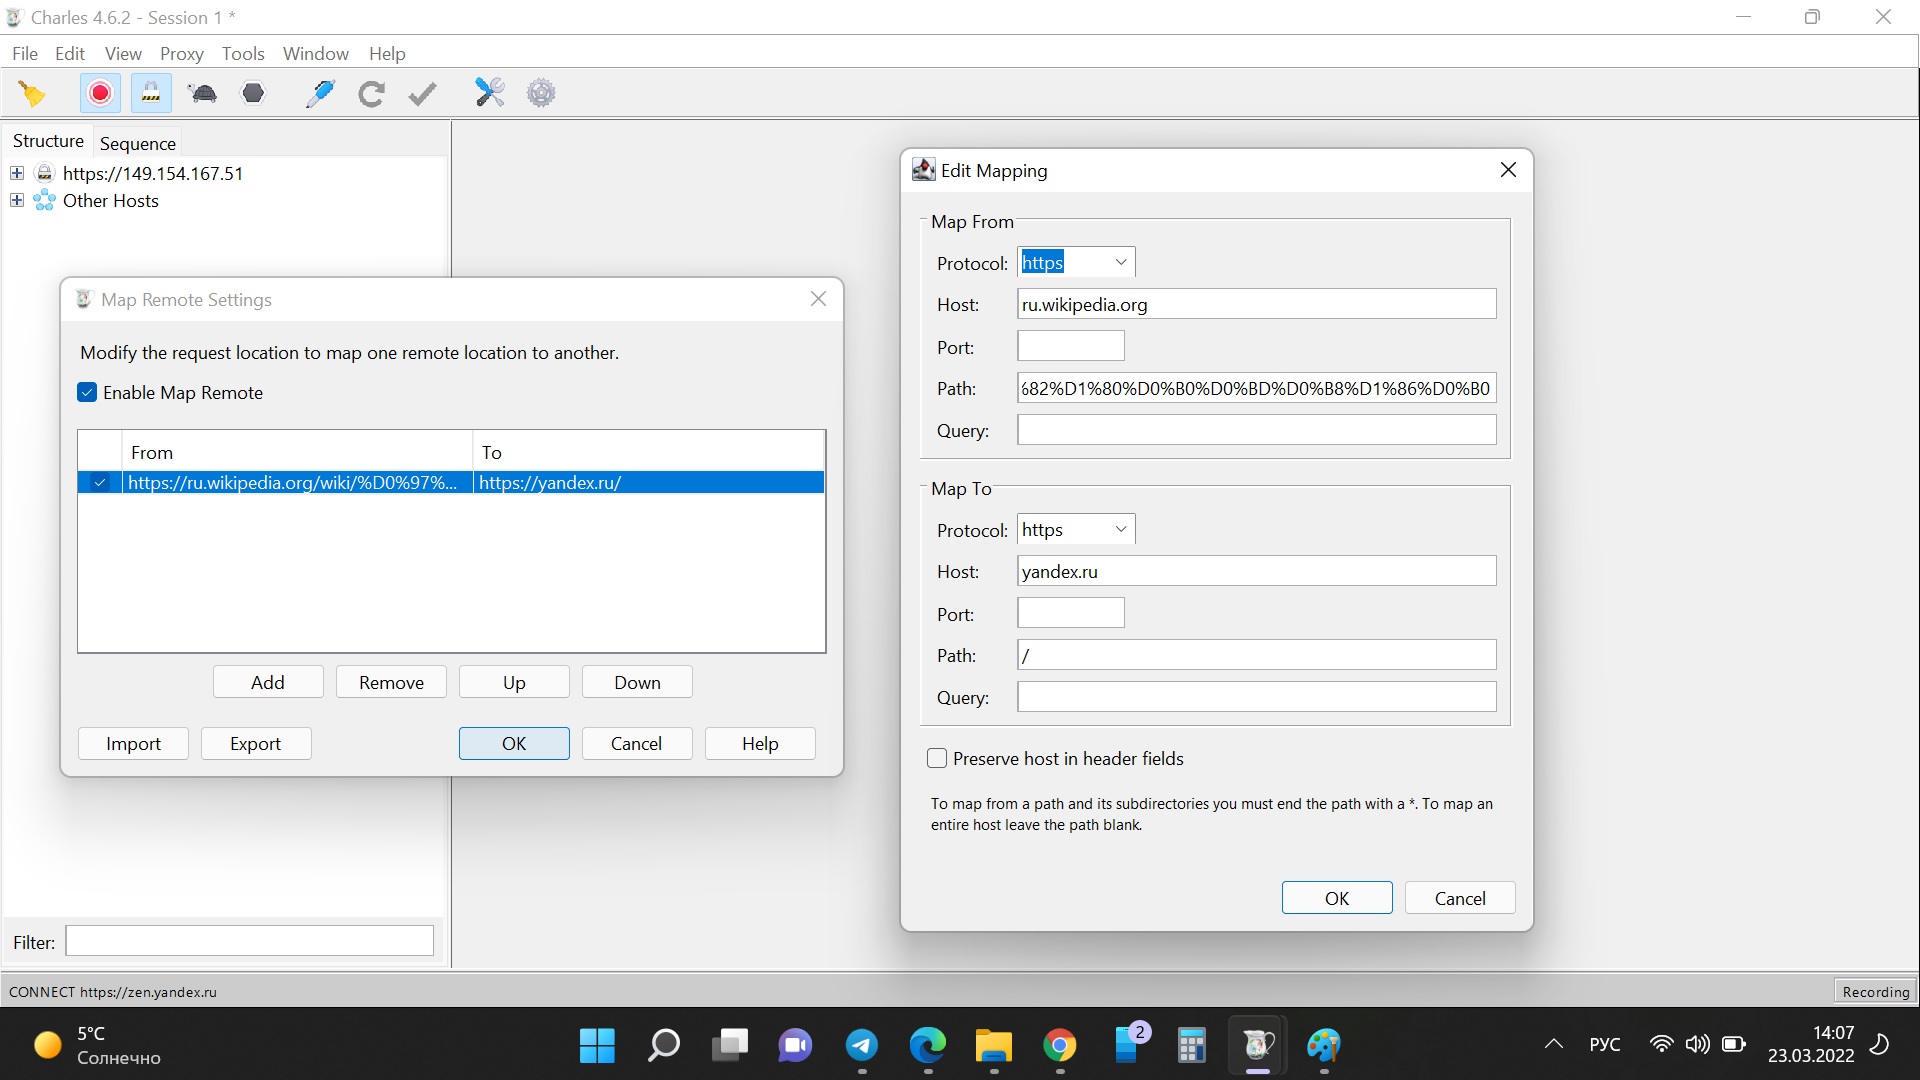 Charles 4.6.2 - Session 1 *
File Edit View Proxy Tools Window Help
Structure Sequence
https://149.154.167.51
Other Hosts
Map Remote Settings
Modify the request location to map one remote location to another.
Enable Map Remote
From To
https://ru.wikipedia.org/wiki/%D0%97%... https://yandex.ru/
Add Remove Up Down
Import Export OK Cancel Help
Filter:
Edit Mapping
Map From
Protocol: https
Host: ru.wikipedia.org
Port:
Path: %82%D1%80%D0%B0%D0%BD%D0%B8%D1%86%D0%B0
Query:
Map To
Protocol: https
Host: yandex.ru
Port:
Path: /
Query:
Preserve host in header fields
To map from a path and its subdirectories you must end the path with a *. To map an
entire host leave the path blank.
OK Cancel
CONNECT https://zen.yandex.ru Recording
5°C
Солнечно
2
РУС
14:07
23.03.2022